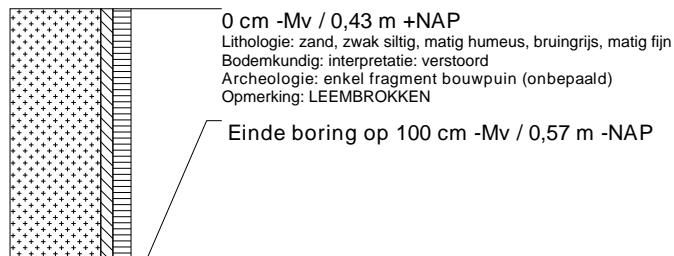 0 cm -Mv / 0,43 m +NAP
Lithologie: zand, zwak siltig, matig humeus, bruingrijs, matig fijn
Bodemkundig: interpretatie: verstoord
Archeologie: enkel fragment bouwpuin (onbepaald)
Opmerking: LEEMBROKKEN
Einde boring op 100 cm -Mv / 0,57 m -NAP